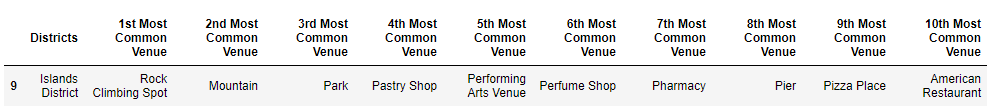 Districts 1st Most Common Venue 2nd Most Common Venue 3rd Most Common Venue 4th Most Common Venue 5th Most Common Venue 6th Most Common Venue 7th Most Common Venue 8th Most Common Venue 9th Most Common Venue 10th Most Common Venue
9 Islands District Rock Climbing Spot Mountain Park Pastry Shop Performing Arts Venue Perfume Shop Pharmacy Pier Pizza Place American Restaurant